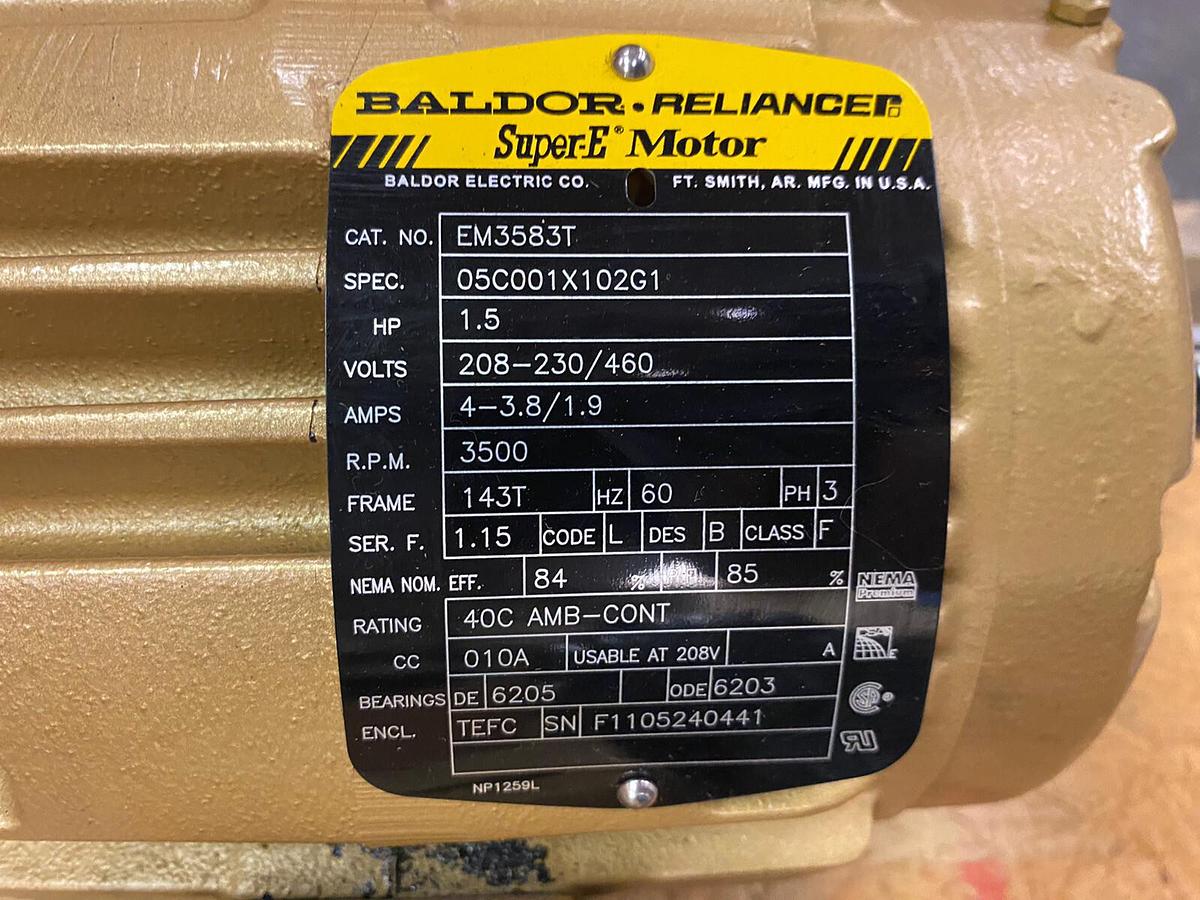 BALDOR • RELIANCER
Super-E® Motor
BALDOR ELECTRIC CO. FT. SMITH, AR. MFG. IN U.S.A.
CAT. NO. EM3583T
SPEC. 05C001X102G1
HP 1.5
VOLTS 208-230/460
AMPS 4-3.8/1.9
R.P.M. 3500
FRAME 143T HZ 60 PH 3
SER. F. 1.15 CODE L DES B CLASS F
NEMA NOM. EFF. 84 % 85 %
RATING 40C AMB-CONT
CC 010A USABLE AT 208V A
BEARINGS DE 6205 ODE 6203
ENCL. TEFC SN F1105240441
NP1259L
NEMA
Premium